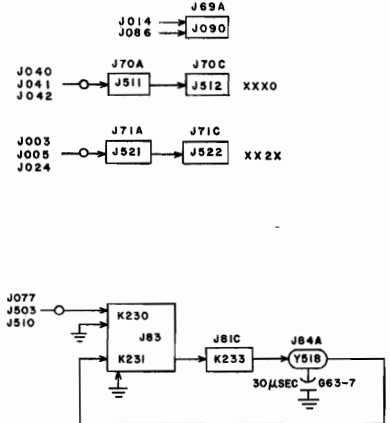 J69A
J014
J086
J090
J70A
J70C
J040
J041
J042
J511
J512
XXX0
J71A
J71C
J003
J005
J024
J521
J522
XX2X
J077
J503
J510
K230
J83
K231
J81C
K233
J84A
Y518
30μSEC
G63-7